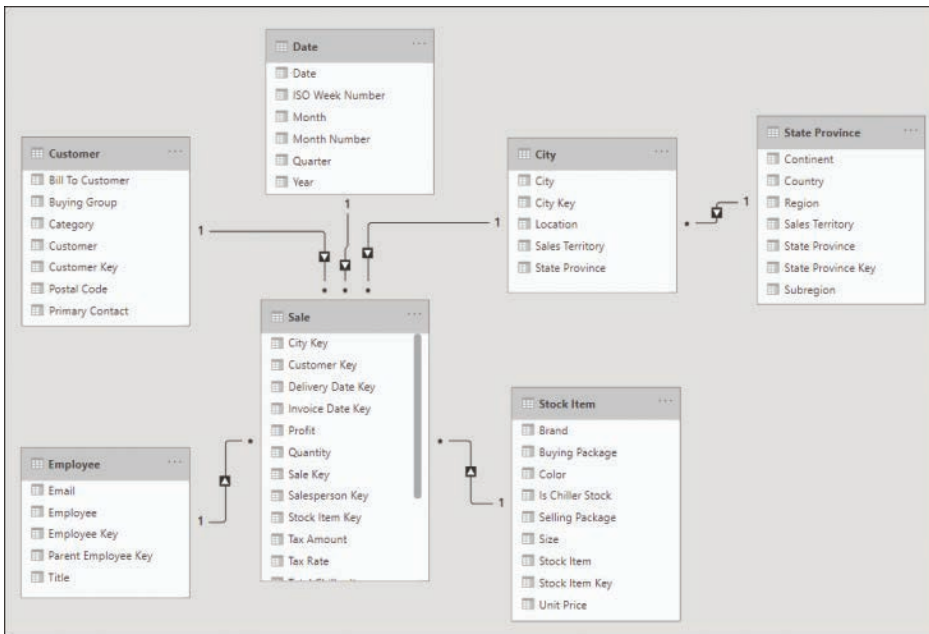 Date
Date
ISO Week Number
Month
Month Number
Quarter
Year
Customer
Bill To Customer
Buying Group
Category
Customer
Customer Key
Postal Code
Primary Contact
City
City
City Key
Location
Sales Territory
State Province
State Province
Continent
Country
Region
Sales Territory
State Province
State Province Key
Subregion
1
1
1
1
Sale
City Key
Customer Key
Delivery Date Key
Invoice Date Key
Profit
Quantity
Sale Key
Salesperson Key
Stock Item Key
Tax Amount
Tax Rate
Employee
Email
Employee
Employee Key
Parent Employee Key
Title
1
Stock Item
Brand
Buying Package
Color
Is Chiller Stock
Selling Package
Size
Stock Item
Stock Item Key
Unit Price
1